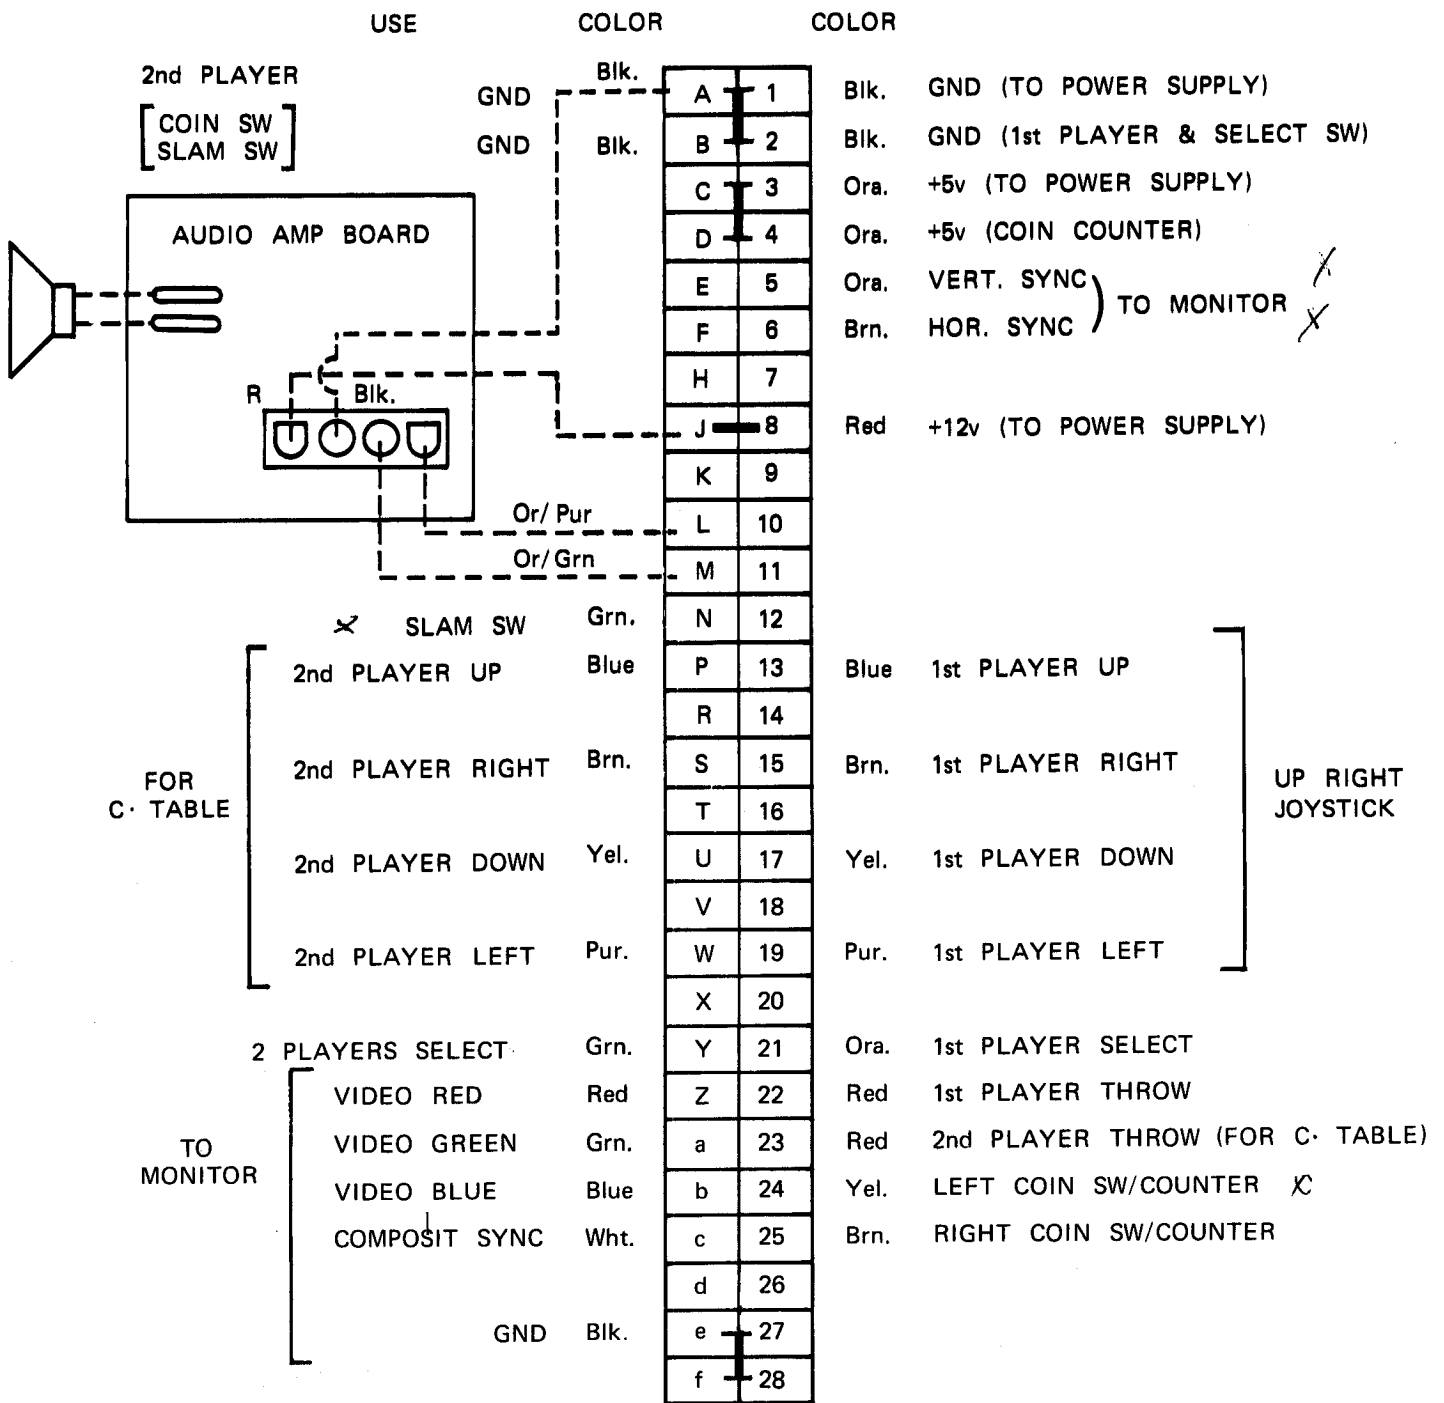 USE COLOR COLOR
2nd PLAYER
COIN SW
SLAM SW
AUDIO AMP BOARD
R Blk.
GND Blk. A 1 Blk. GND (TO POWER SUPPLY)
GND Blk. B 2 Blk. GND (1st PLAYER & SELECT SW)
C 3 Ora. +5v (TO POWER SUPPLY)
D 4 Ora. +5v (COIN COUNTER)
E 5 Ora. VERT. SYNC X
TO MONITOR
F 6 Brn. HOR. SYNC X
H 7
J 8 Red +12v (TO POWER SUPPLY)
K 9
Or/Pur L 10
Or/Grn M 11
x SLAM SW Grn. N 12
2nd PLAYER UP Blue P 13 Blue 1st PLAYER UP
R 14
2nd PLAYER RIGHT Brn. S 15 Brn. 1st PLAYER RIGHT
FOR
C· TABLE
UP RIGHT
JOYSTICK
T 16
2nd PLAYER DOWN Yel. U 17 Yel. 1st PLAYER DOWN
V 18
2nd PLAYER LEFT Pur. W 19 Pur. 1st PLAYER LEFT
X 20
2 PLAYERS SELECT Grn. Y 21 Ora. 1st PLAYER SELECT
VIDEO RED Red Z 22 Red 1st PLAYER THROW
VIDEO GREEN Grn. a 23 Red 2nd PLAYER THROW (FOR C· TABLE)
TO
MONITOR
VIDEO BLUE Blue b 24 Yel. LEFT COIN SW/COUNTER X
COMPOSIT SYNC Wht. c 25 Brn. RIGHT COIN SW/COUNTER
d 26
GND Blk. e 27
f 28